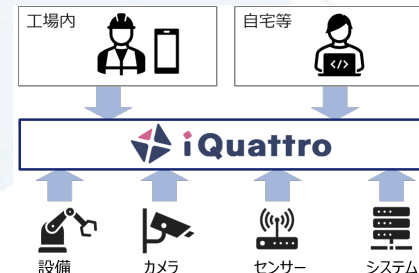 工場内
自宅等
</>
iQuattro
設備
カメラ
センサー
システム